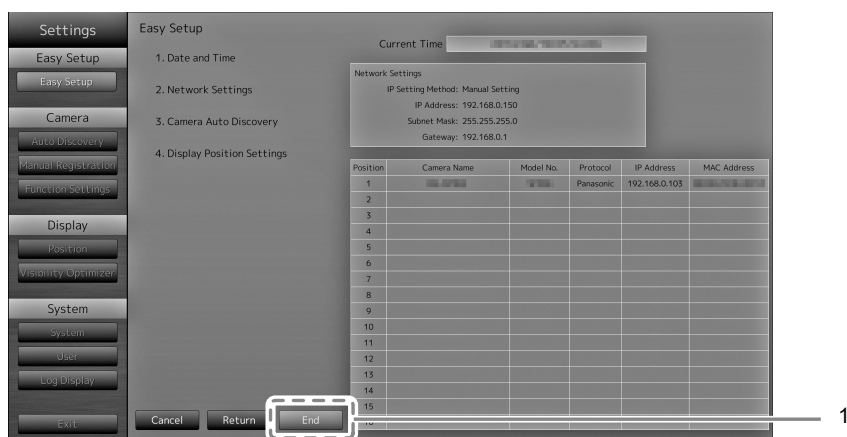 Settings
Easy Setup
Easy Setup
Camera
Auto Discovery
Manual Registration
Function Settings
Display
Position
Visibility Optimizer
System
System
User
Log Display
Exit
Easy Setup
1. Date and Time
2. Network Settings
3. Camera Auto Discovery
4. Display Position Settings
Cancel Return End
Current Time
Network Settings
IP Setting Method: Manual Setting
IP Address: 192.168.0.150
Subnet Mask: 255.255.255.0
Gateway: 192.168.0.1
Position Camera Name Model No. Protocol IP Address MAC Address
1 Panasonic 192.168.0.103
2
3
4
5
6
7
8
9
10
11
12
13
14
15
1